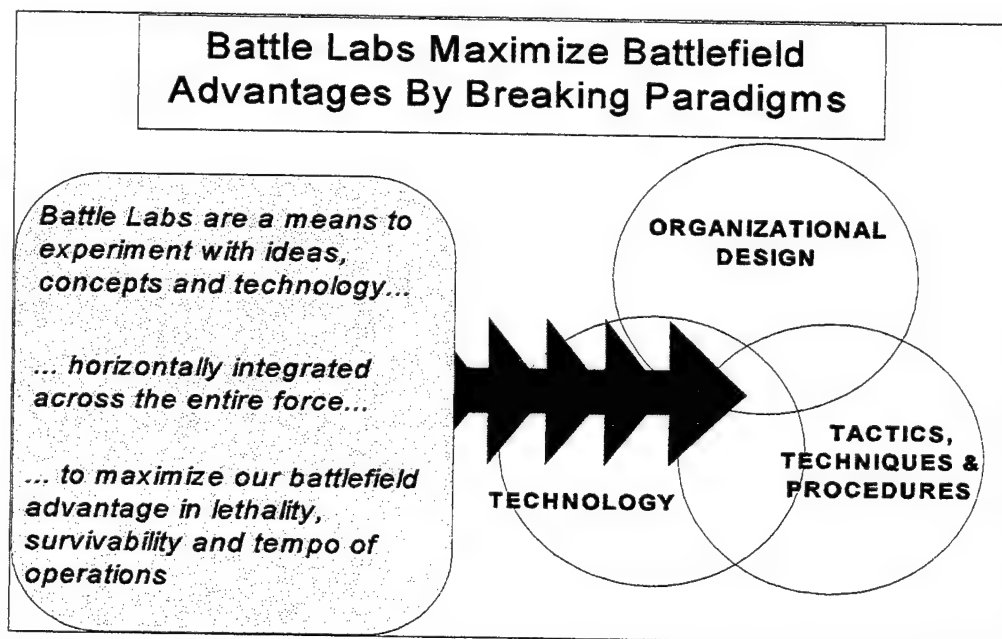 Battle Labs Maximize Battlefield
Advantages By Breaking Paradigms
Battle Labs are a means to
experiment with ideas,
concepts and technology...
... horizontally integrated
across the entire force...
... to maximize our battlefield
advantage in lethality,
survivability and tempo of
operations
ORGANIZATIONAL
DESIGN
TECHNOLOGY
TACTICS,
TECHNIQUES &
PROCEDURES